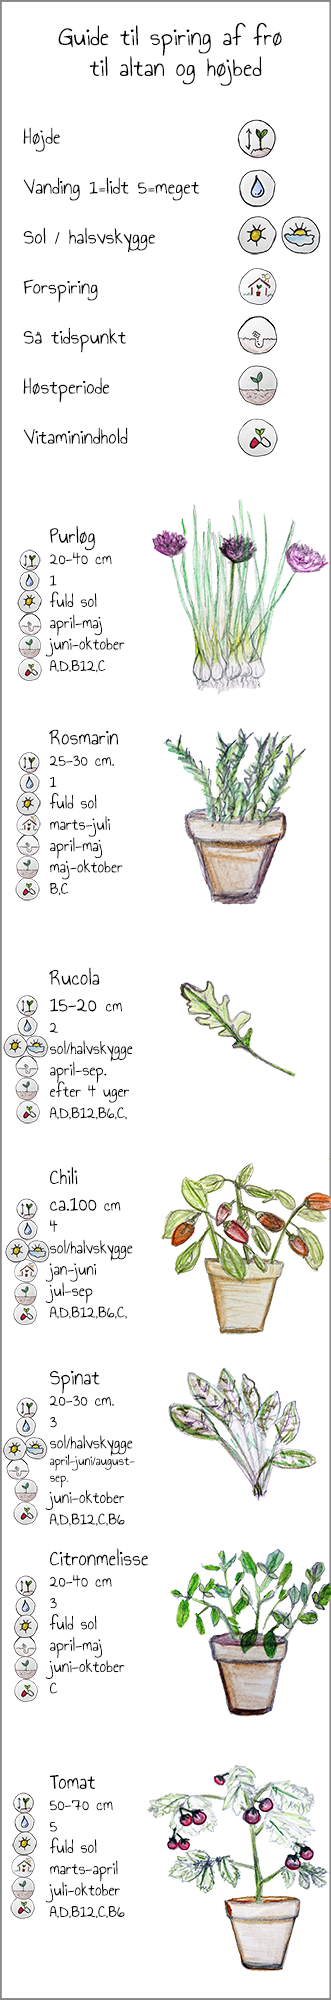 Guide til spiring af frø
til altan og højbed
Højde
Vanding 1=lidt 5=meget
Sol / halsvskygge
Forspiring
Så tidspunkt
Høstperiode
Vitaminindhold
Purløg
20-40 cm
1
fuld sol
april-maj
juni-oktober
A,D,B12,C
Rosmarin
25-30 cm.
1
fuld sol
marts-juli
april-maj
maj-oktober
B,C
Rucola
15-20 cm
2
sol/halvskygge
april-sep.
efter 4 uger
A,D,B12,B6,C,
Chili
ca.100 cm
4
sol/halvskygge
jan-juni
jul-sep
A,D,B12,B6,C,
Spinat
20-30 cm.
3
sol/halvskygge
april-juni/august-
sep.
juni-oktober
A,D,B12,C,B6
Citronmelisse
20-40 cm
3
fuld sol
april-maj
juni-oktober
C
Tomat
50-70 cm
5
fuld sol
marts-april
juli-oktober
A,D,B12,C,B6